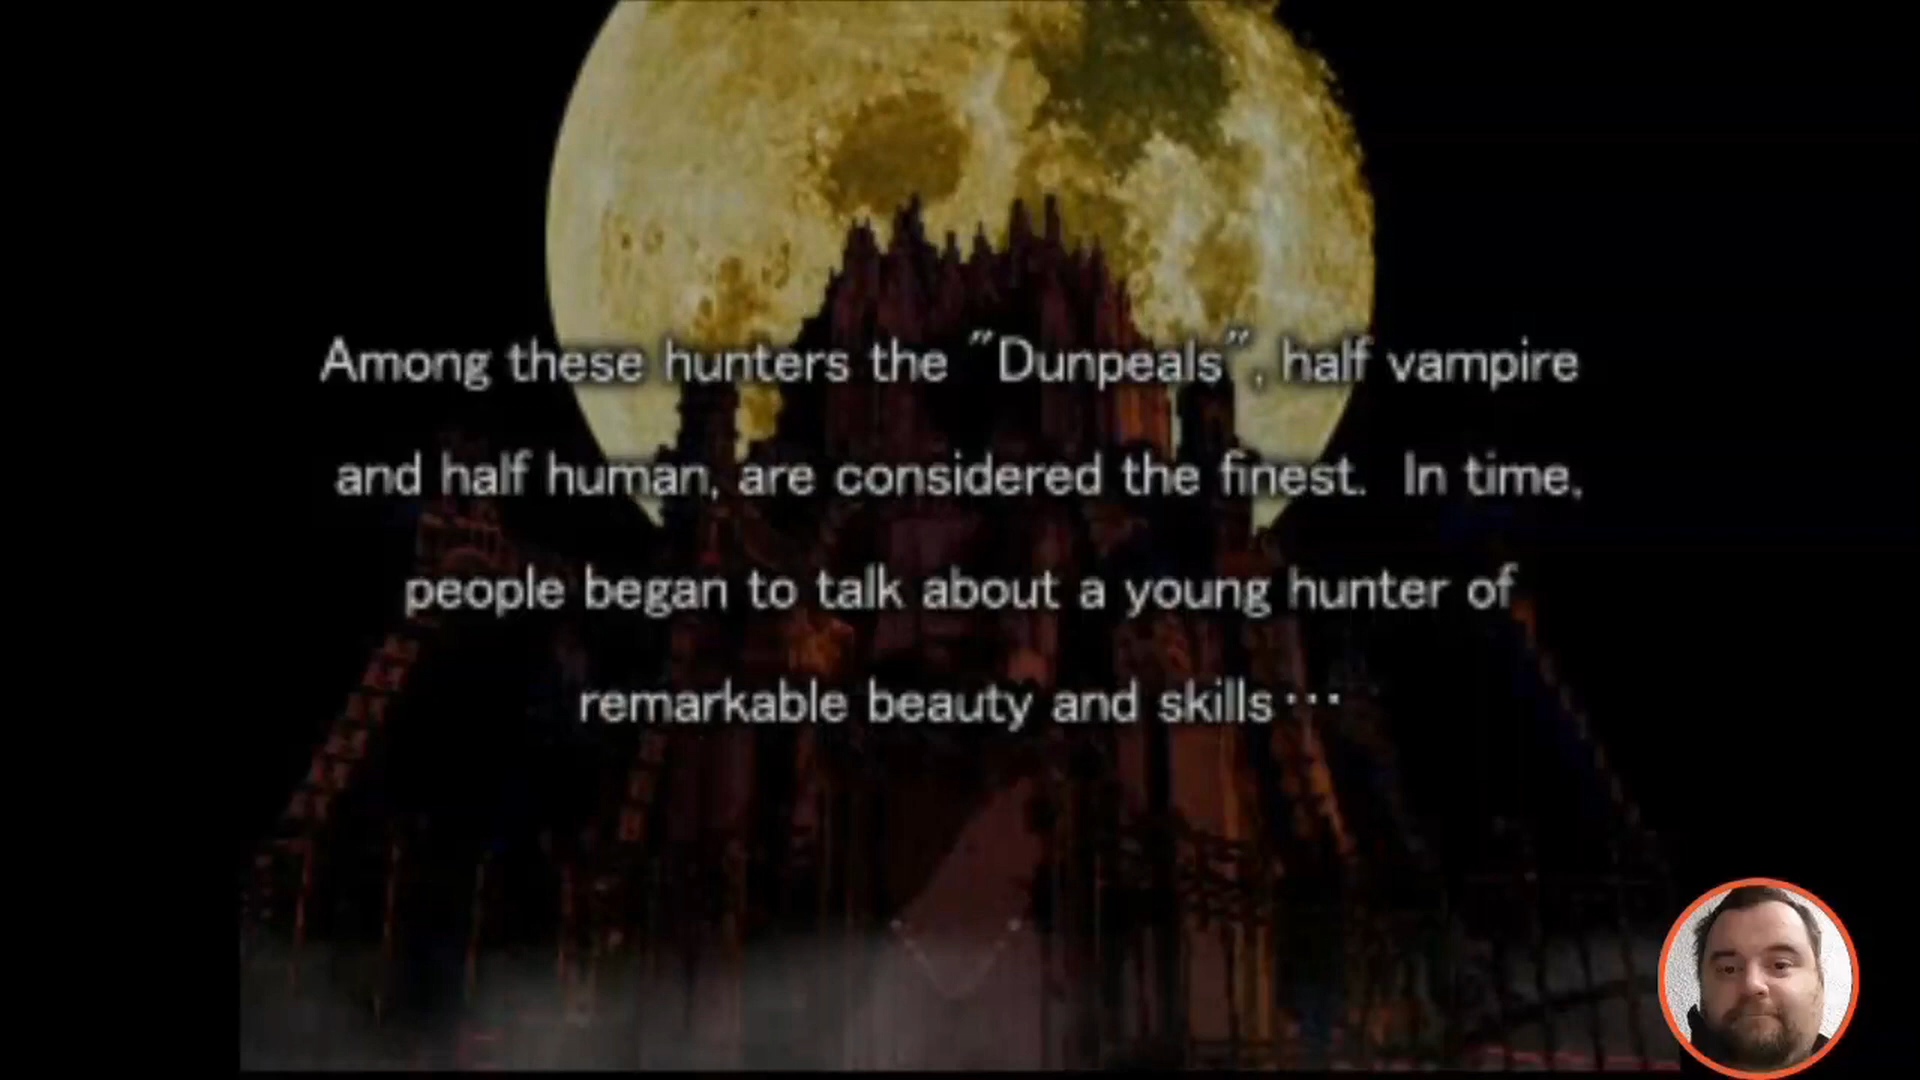 Among these hunters the "Dunpeals", half vampire
and half human, are considered the finest. In time,
people began to talk about a young hunter of
remarkable beauty and skills···